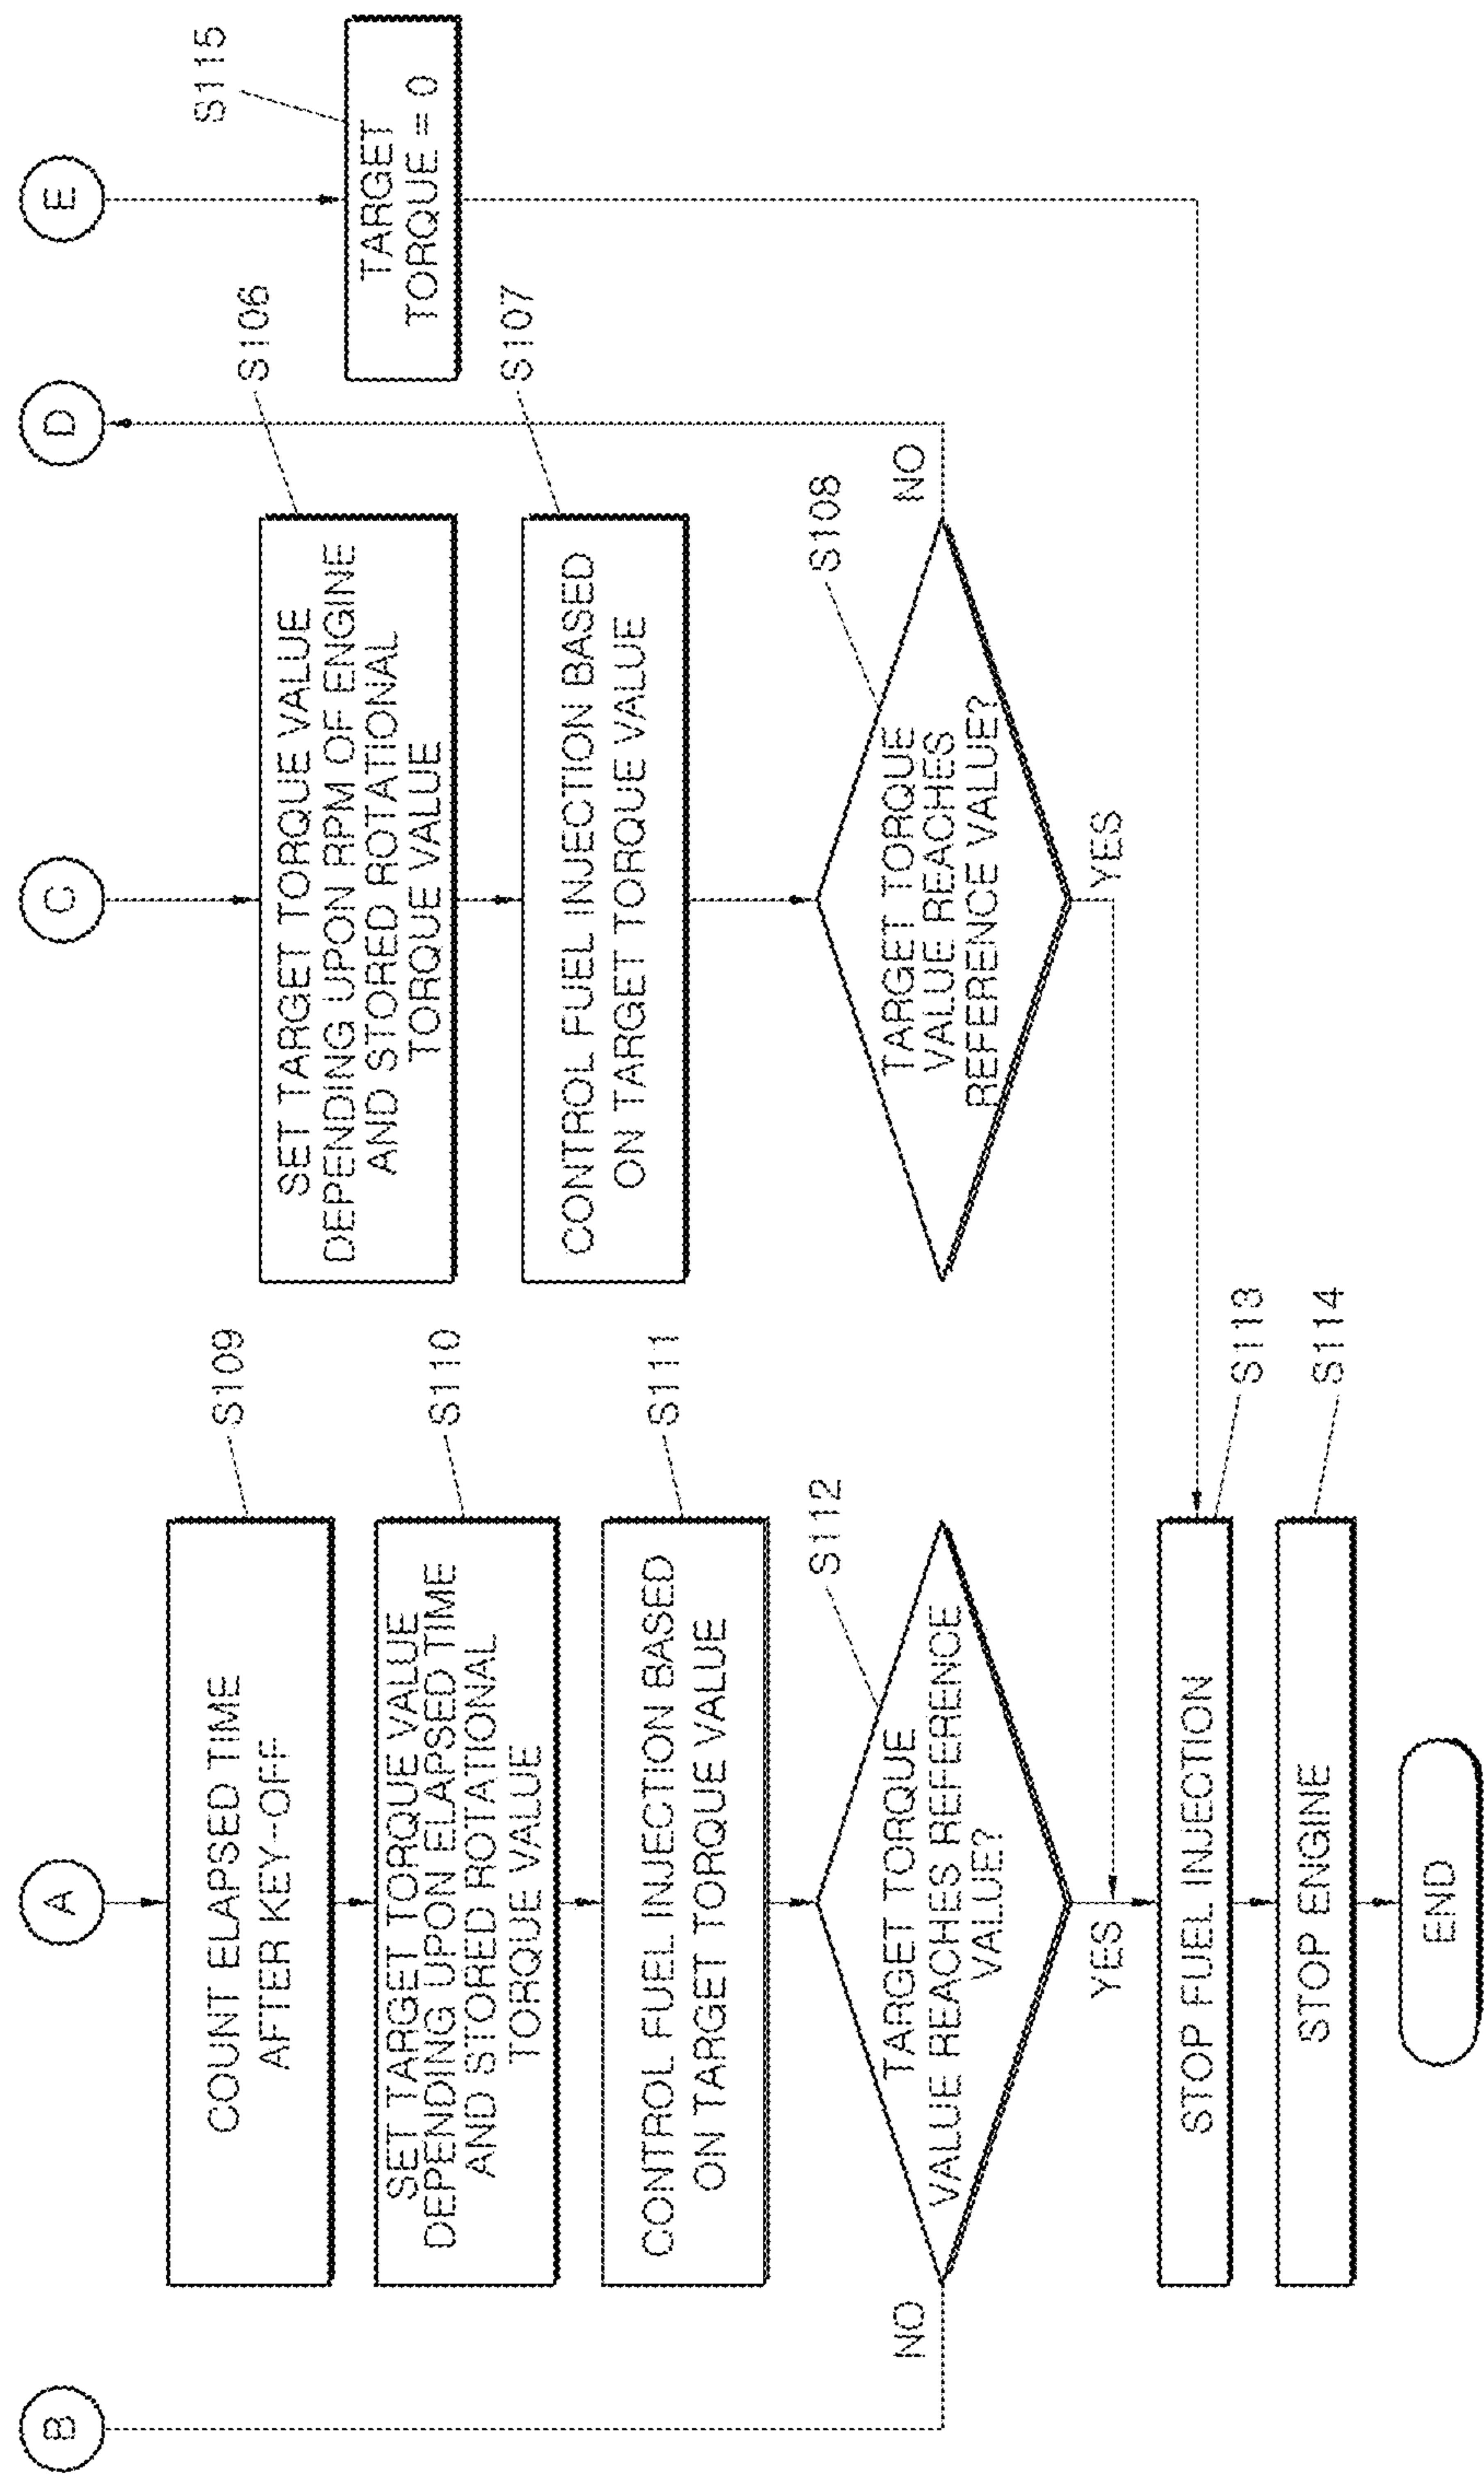 B
A
C
D
E
COUNT ELAPSED TIME
AFTER KEY-OFF
S109
SET TARGET TORQUE VALUE
DEPENDING UPON ELAPSED TIME
AND STORED ROTATIONAL
TORQUE VALUE
S110
CONTROL FUEL INJECTION BASED
ON TARGET TORQUE VALUE
S111
TARGET TORQUE
VALUE REACHES REFERENCE
VALUE?
S112
NO
YES
SET TARGET TORQUE VALUE
DEPENDING UPON RPM OF ENGINE
AND STORED ROTATIONAL
TORQUE VALUE
S106
CONTROL FUEL INJECTION BASED
ON TARGET TORQUE VALUE
S107
TARGET TORQUE
VALUE REACHES
REFERENCE VALUE?
S108
NO
YES
TARGET
TORQUE = 0
S115
STOP FUEL INJECTION
S113
STOP ENGINE
S114
END